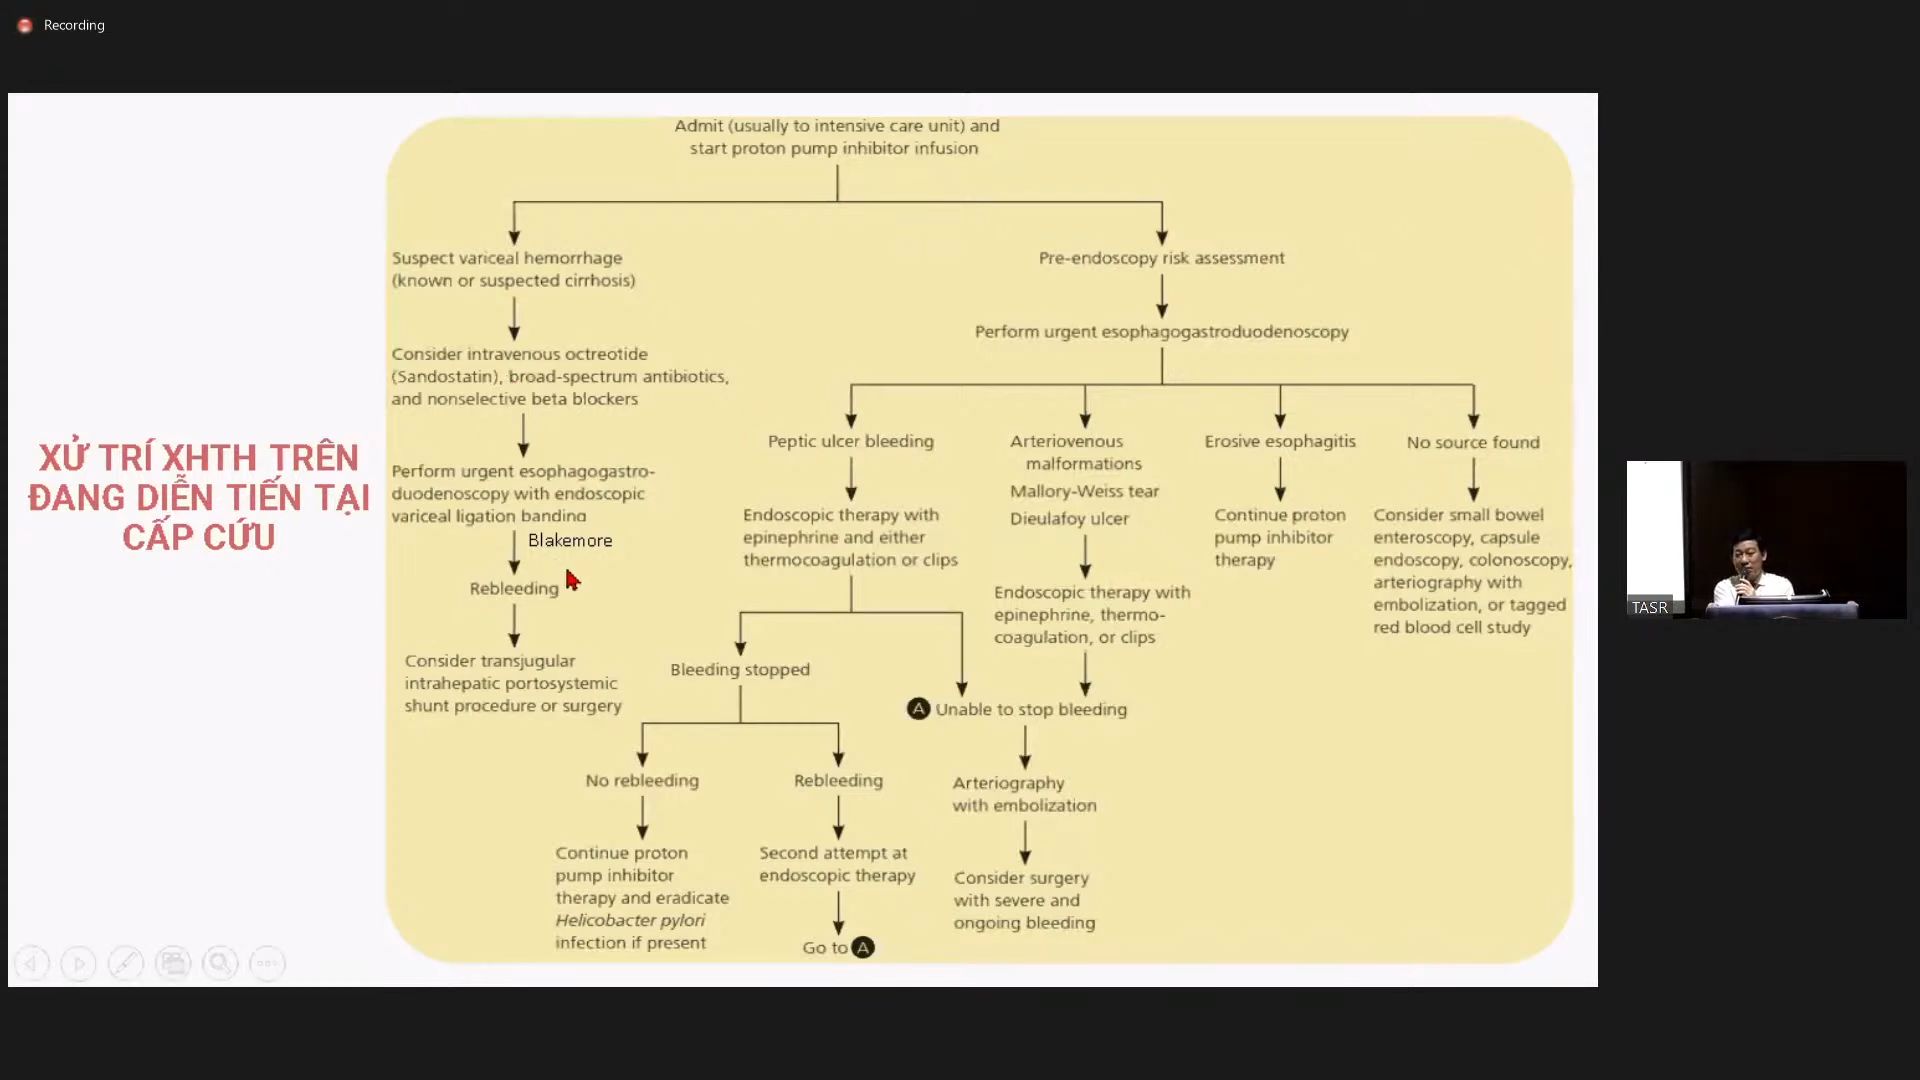 Recording
XỬ TRÍ XHTH TRÊN
ĐANG DIỄN TIẾN TẠI
CẤP CỨU
Admit (usually to intensive care unit) and
start proton pump inhibitor infusion
Suspect variceal hemorrhage
(known or suspected cirrhosis)
Consider intravenous octreotide
(Sandostatin), broad-spectrum antibiotics,
and nonselective beta blockers
Perform urgent esophagogastro-
duodenoscopy with endoscopic
variceal ligation banding
Blakemore
Rebleeding
Consider transjugular
intrahepatic portosystemic
shunt procedure or surgery
Pre-endoscopy risk assessment
Perform urgent esophagogastroduodenoscopy
Peptic ulcer bleeding
Endoscopic therapy with
epinephrine and either
thermocoagulation or clips
Bleeding stopped
No rebleeding
Continue proton
pump inhibitor
therapy and eradicate
Helicobacter pylori
infection if present
Rebleeding
Second attempt at
endoscopic therapy
Go to A
Arteriovenous
malformations
Mallory-Weiss tear
Dieulafoy ulcer
Endoscopic therapy with
epinephrine, thermo-
coagulation, or clips
A Unable to stop bleeding
Arteriography
with embolization
Consider surgery
with severe and
ongoing bleeding
Erosive esophagitis
Continue proton
pump inhibitor
therapy
No source found
Consider small bowel
enteroscopy, capsule
endoscopy, colonoscopy,
arteriography with
embolization, or tagged
red blood cell study
TASR